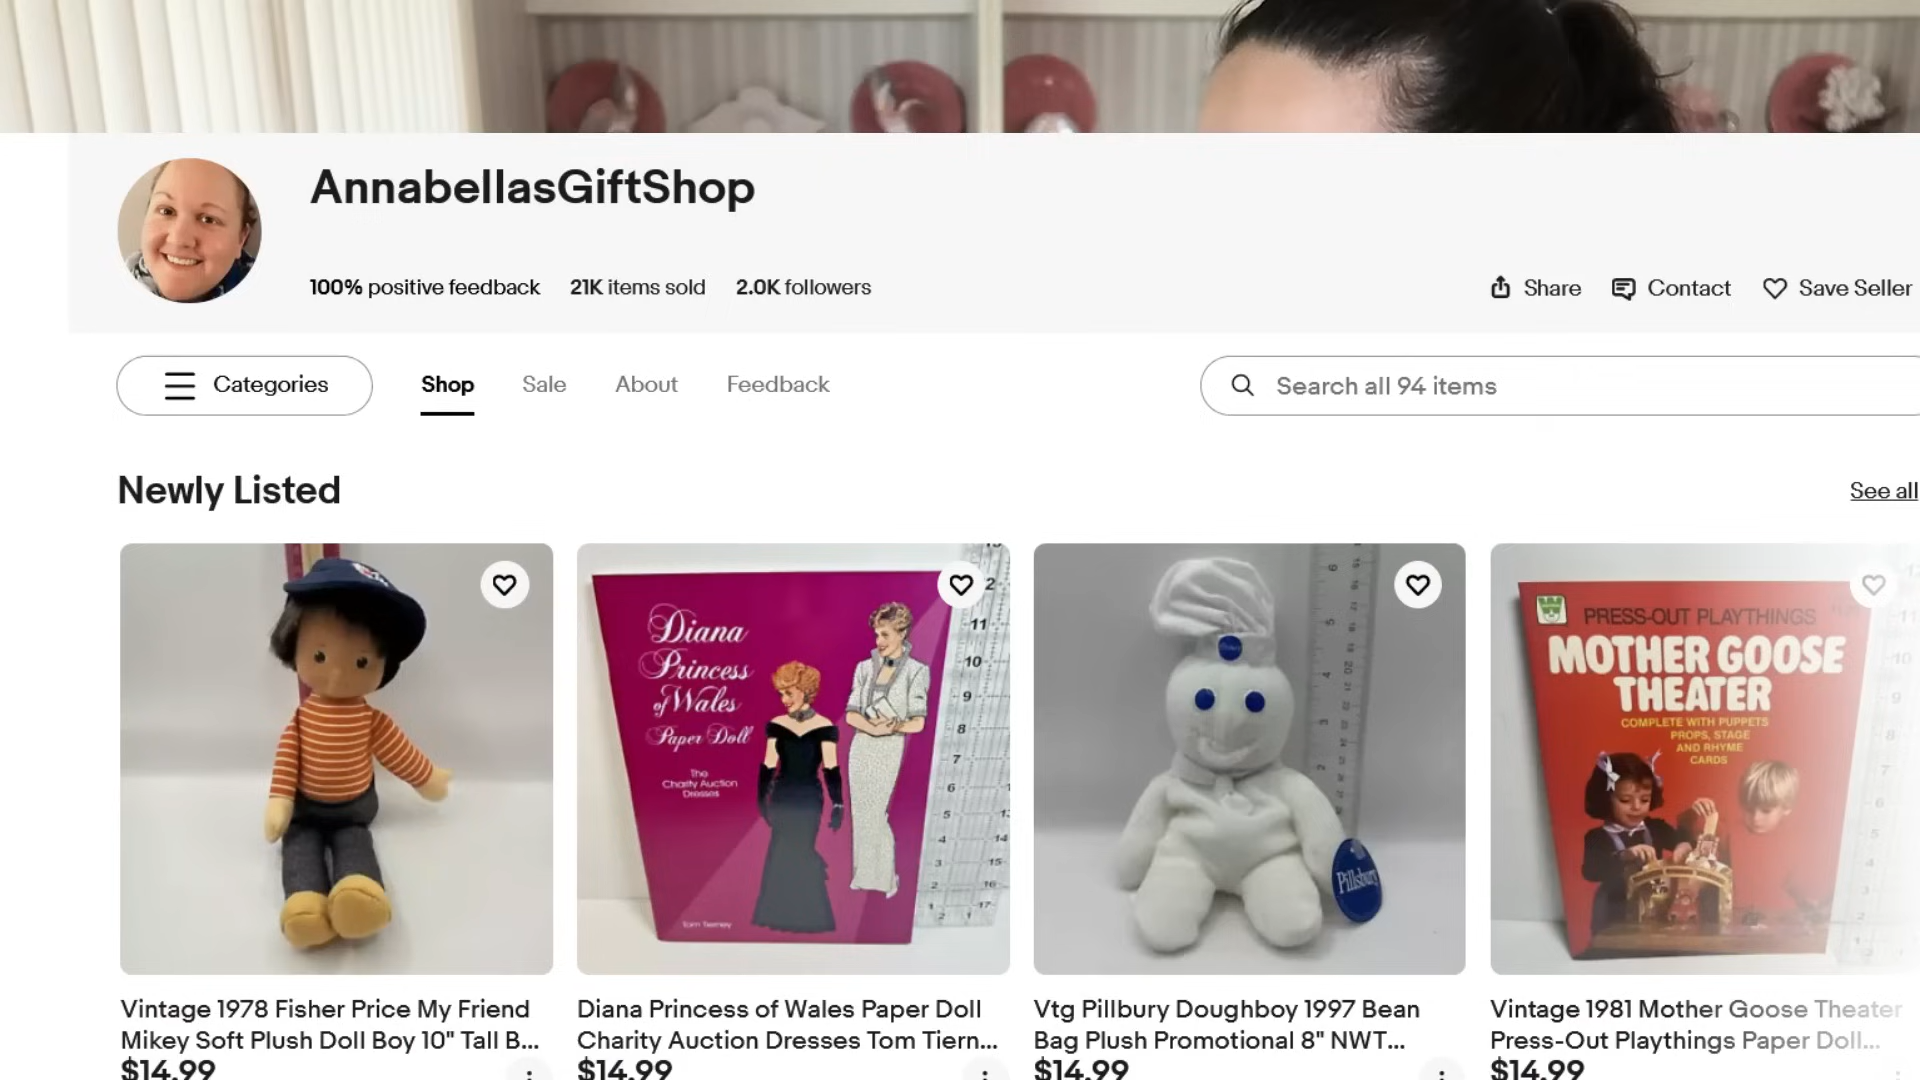 AnnabellasGiftShop
100% positive feedback 21K items sold 2.0K followers
Share Contact Save Seller
Categories Shop Sale About Feedback
Search all 94 items
Newly Listed
See all
Diana
Princess
of Wales
Paper Doll
The
Charity Auction
Dresses
Tom Tierney
Pillsbury
PRESS-OUT PLAYTHINGS
MOTHER GOOSE
THEATER
COMPLETE WITH PUPPETS
PROPS, STAGE
AND RHYME
CARDS
Vintage 1978 Fisher Price My Friend
Mikey Soft Plush Doll Boy 10" Tall B...
$14.99
Diana Princess of Wales Paper Doll
Charity Auction Dresses Tom Tiern...
$14.99
Vtg Pillbury Doughboy 1997 Bean
Bag Plush Promotional 8" NWT...
$14.99
Vintage 1981 Mother Goose Theater
Press-Out Playthings Paper Doll...
$14.99